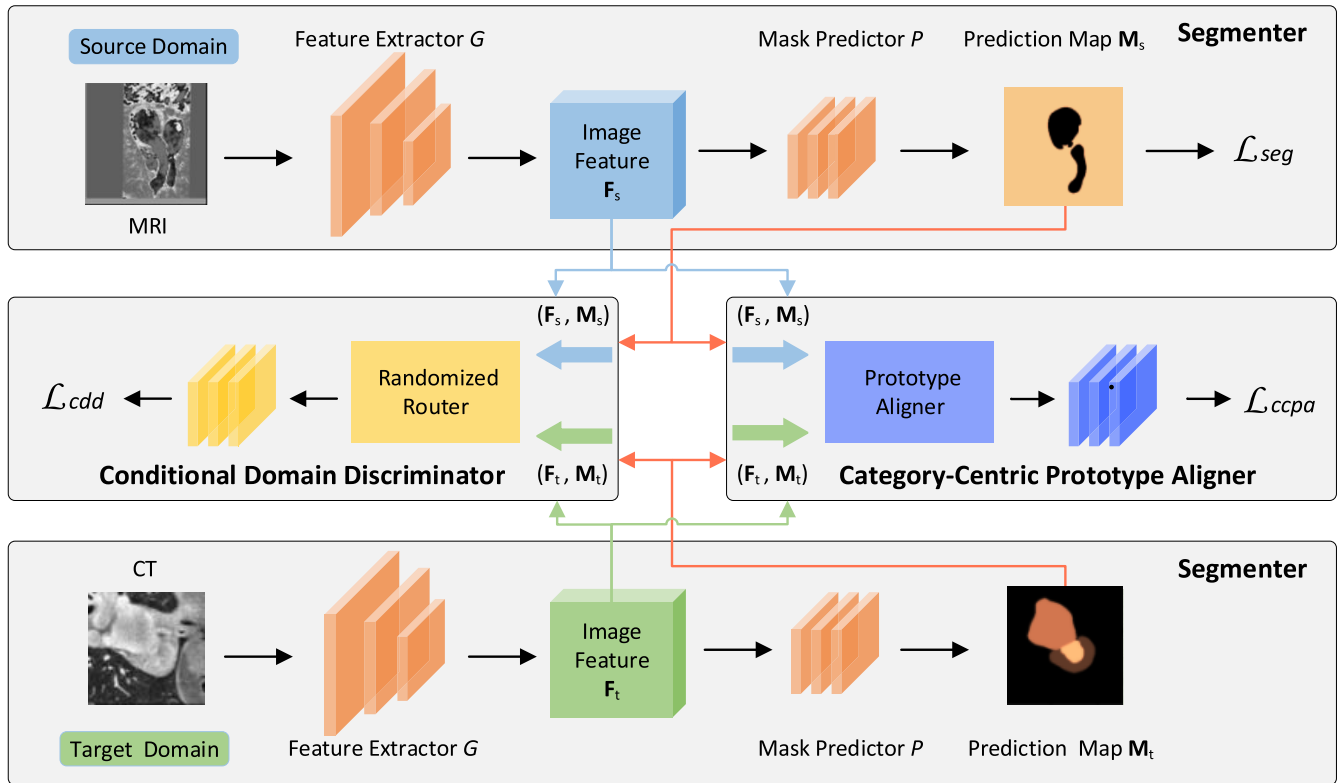 Source Domain
Feature Extractor G
Mask Predictor P
Prediction Map Mₛ
Segmenter
MRI
Image
Feature
Fₛ
ℒseg
(Fₛ , Mₛ)
(Fₛ , Mₛ)
ℒcdd
Randomized
Router
Prototype
Aligner
ℒccpa
Conditional Domain Discriminator
(Fₜ , Mₜ)
(Fₜ , Mₜ)
Category-Centric Prototype Aligner
CT
Segmenter
Image
Feature
Fₜ
Target Domain
Feature Extractor G
Mask Predictor P
Prediction Map Mₜ